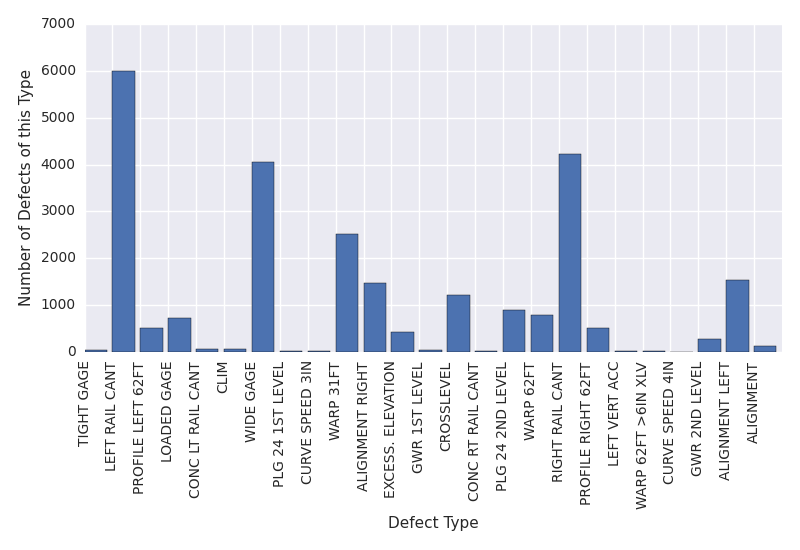 7000
6000
5000
4000
3000
2000
1000
0
Number of Defects of this Type
TIGHT GAGE
LEFT RAIL CANT
PROFILE LEFT 62FT
LOADED GAGE
CONC LT RAIL CANT
CLIM
WIDE GAGE
PLG 24 1ST LEVEL
CURVE SPEED 3IN
WARP 31FT
ALIGNMENT RIGHT
EXCESS. ELEVATION
GWR 1ST LEVEL
CROSSLEVEL
CONC RT RAIL CANT
PLG 24 2ND LEVEL
WARP 62FT
RIGHT RAIL CANT
PROFILE RIGHT 62FT
LEFT VERT ACC
WARP 62FT >6IN XLV
CURVE SPEED 4IN
GWR 2ND LEVEL
ALIGNMENT LEFT
ALIGNMENT
Defect Type